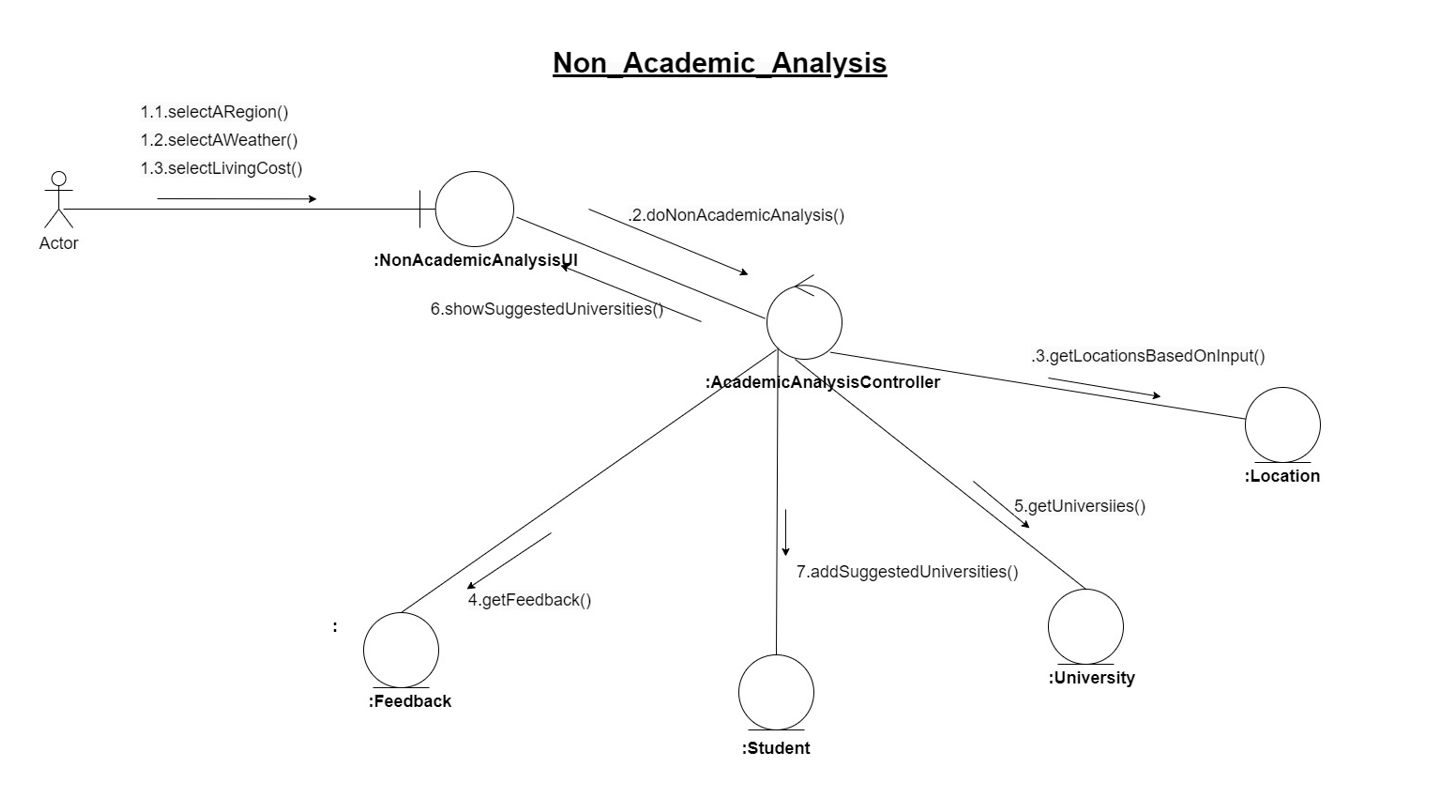 Non_Academic_Analysis
1.1.selectARegion()
1.2.selectAWeather()
1.3.selectLivingCost()
Actor
:NonAcademicAnalysisUI
.2.doNonAcademicAnalysis()
6.showSuggestedUniversities()
:AcademicAnalysisController
.3.getLocationsBasedOnInput()
:Location
5.getUniversiies()
7.addSuggestedUniversities()
4.getFeedback()
:
:Feedback
:University
:Student